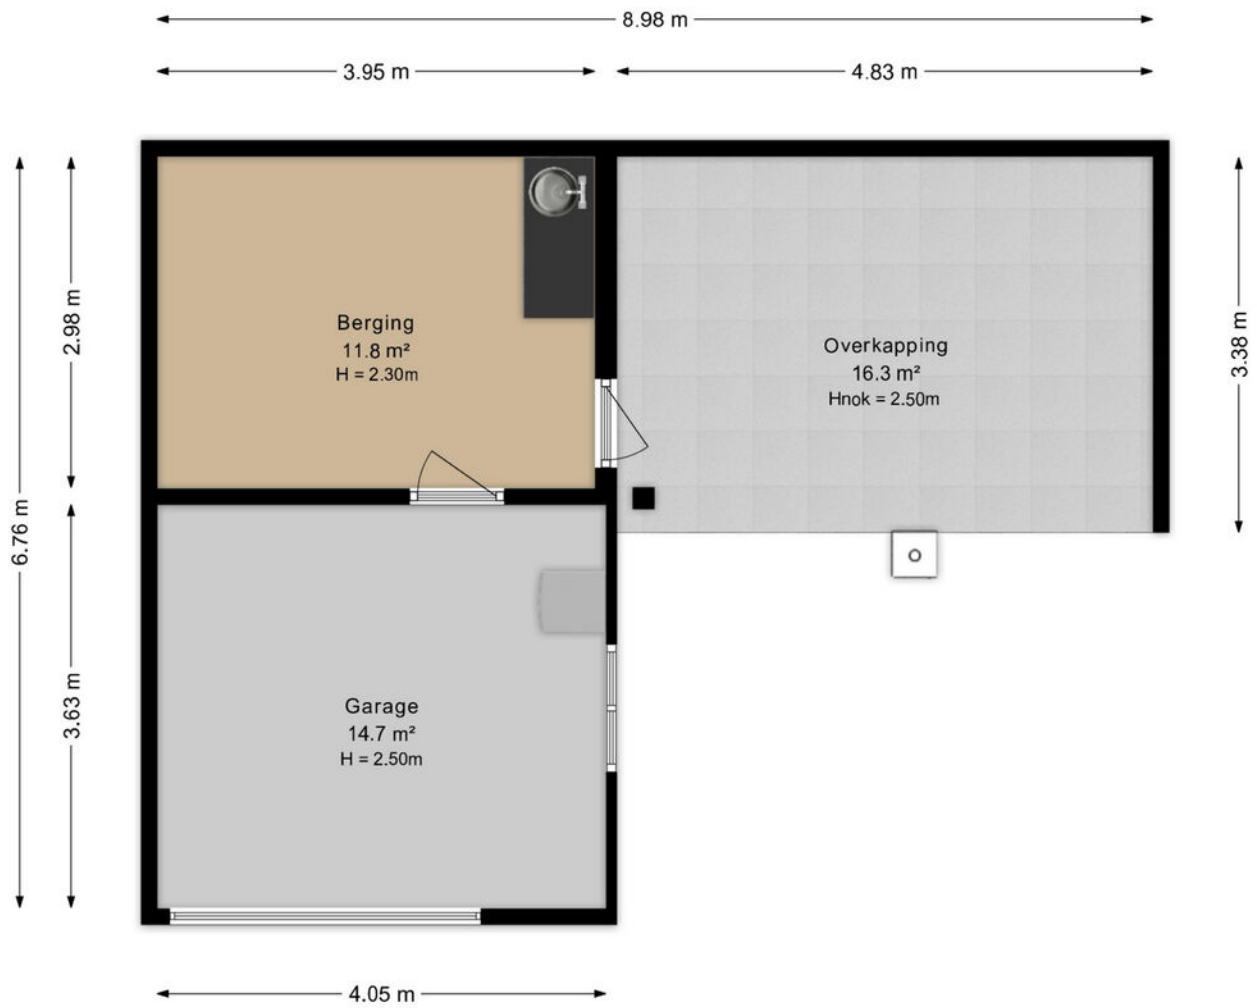 8.98 m
3.95 m
4.83 m
2.98 m
Berging
11.8 m²
H = 2.30m
Overkapping
16.3 m²
Hnok = 2.50m
3.38 m
6.76 m
3.63 m
Garage
14.7 m²
H = 2.50m
4.05 m